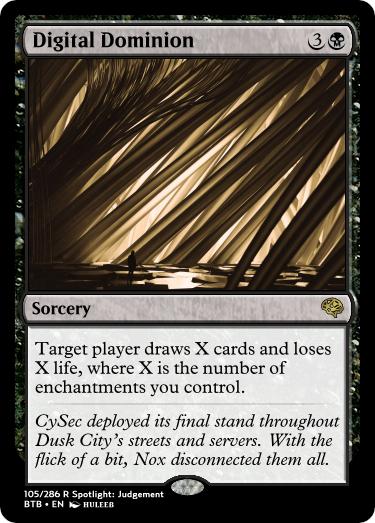 Digital Dominion 3
Sorcery
Target player draws X cards and loses
X life, where X is the number of
enchantments you control.
CySec deployed its final stand throughout
Dusk City's streets and servers. With the
flick of a bit, Nox disconnected them all.
105/286 R Spotlight: Judgement
BTB • EN HULEEB